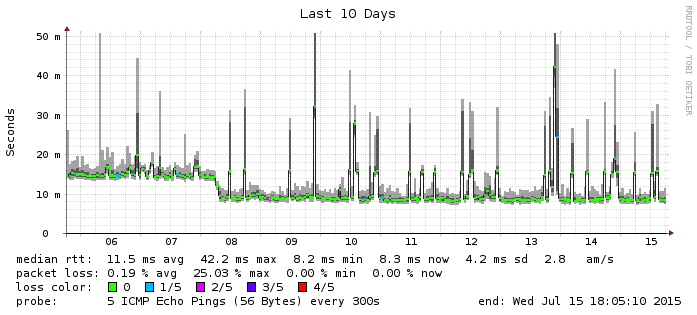 Last 10 Days
RRDTOOL / TOBI OETIKER
Seconds
50 m
40 m
30 m
20 m
10 m
0
06 07 08 09 10 11 12 13 14 15
median rtt: 11.5 ms avg 42.2 ms max 8.2 ms min 8.3 ms now 4.2 ms sd 2.8 am/s
packet loss: 0.19 % avg 25.03 % max 0.00 % min 0.00 % now
loss color: 0 1/5 2/5 3/5 4/5
probe: 5 ICMP Echo Pings (56 Bytes) every 300s end: Wed Jul 15 18:05:10 2015